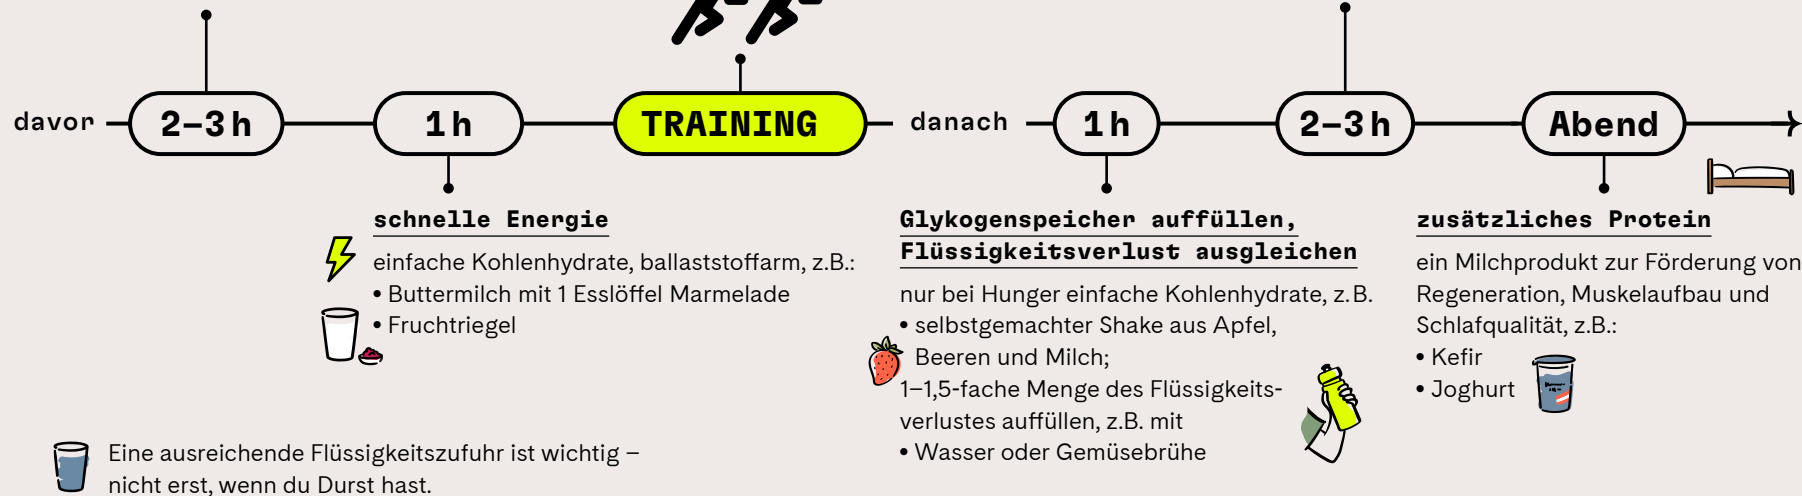 davor
2–3 h
1 h
TRAINING
danach
1 h
2–3 h
Abend
schnelle Energie
einfache Kohlenhydrate, ballaststoffarm, z.B.:
• Buttermilch mit 1 Esslöffel Marmelade
• Fruchtriegel
Glykogenspeicher auffüllen,
Flüssigkeitsverlust ausgleichen
nur bei Hunger einfache Kohlenhydrate, z.B.
• selbstgemachter Shake aus Apfel,
Beeren und Milch;
1–1,5-fache Menge des Flüssigkeits-
verlustes auffüllen, z.B. mit
• Wasser oder Gemüsebrühe
zusätzliches Protein
ein Milchprodukt zur Förderung von
Regeneration, Muskelaufbau und
Schlafqualität, z.B.:
• Kefir
• Joghurt
Eine ausreichende Flüssigkeitszufuhr ist wichtig –
nicht erst, wenn du Durst hast.